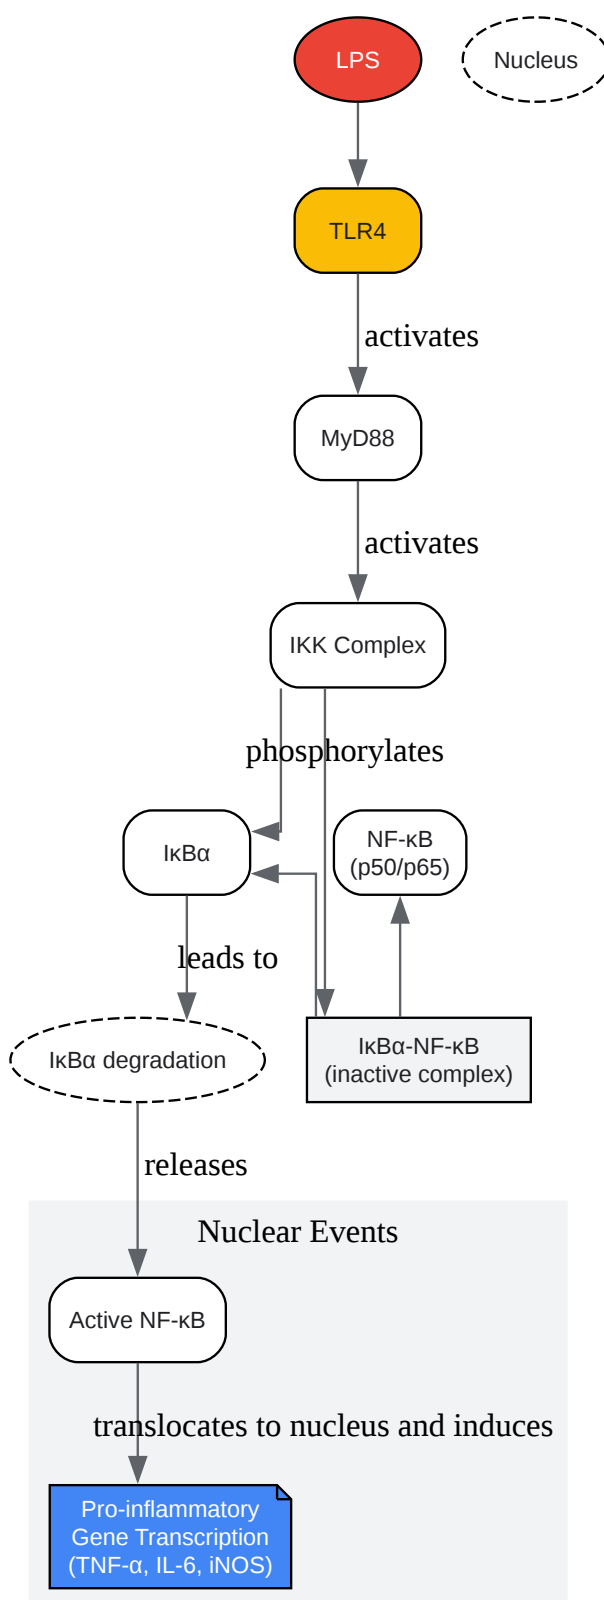 LPS
Nucleus
TLR4
activates
MyD88
activates
IKK Complex
phosphorylates
IκBα
NF-κB
(p50/p65)
leads to
IκBα degradation
IκBα-NF-κB
(inactive complex)
releases
Nuclear Events
Active NF-κB
translocates to nucleus and induces
Pro-inflammatory
Gene Transcription
(TNF-α, IL-6, iNOS)